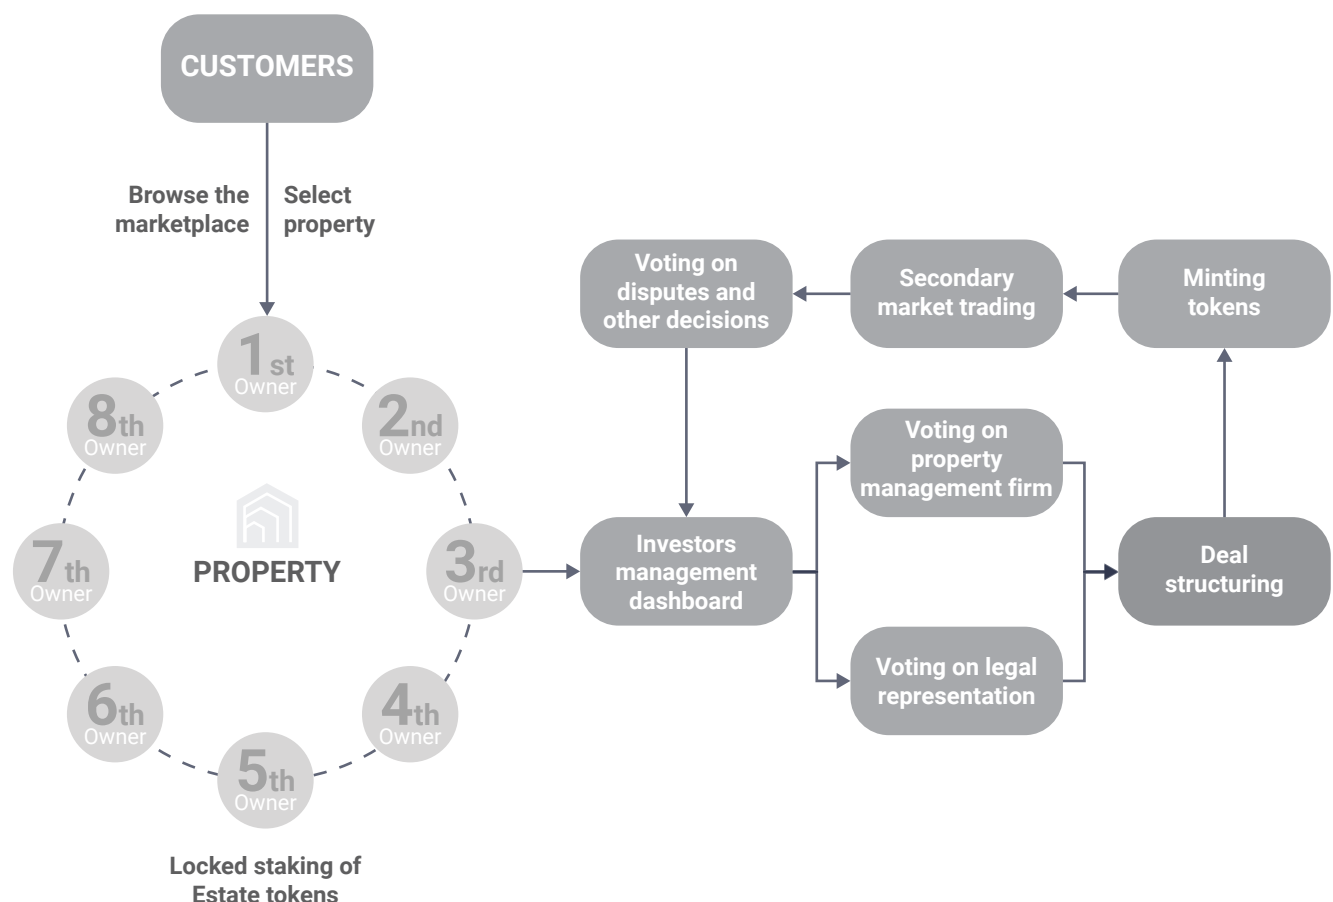 CUSTOMERS
Browse the
marketplace
Select
property
1st
Owner
2nd
Owner
3rd
Owner
4th
Owner
5th
Owner
6th
Owner
7th
Owner
8th
Owner
PROPERTY
Locked staking of
Estate tokens
Investors
management
dashboard
Voting on
property
management firm
Voting on legal
representation
Deal
structuring
Minting
tokens
Secondary
market trading
Voting on
disputes and
other decisions